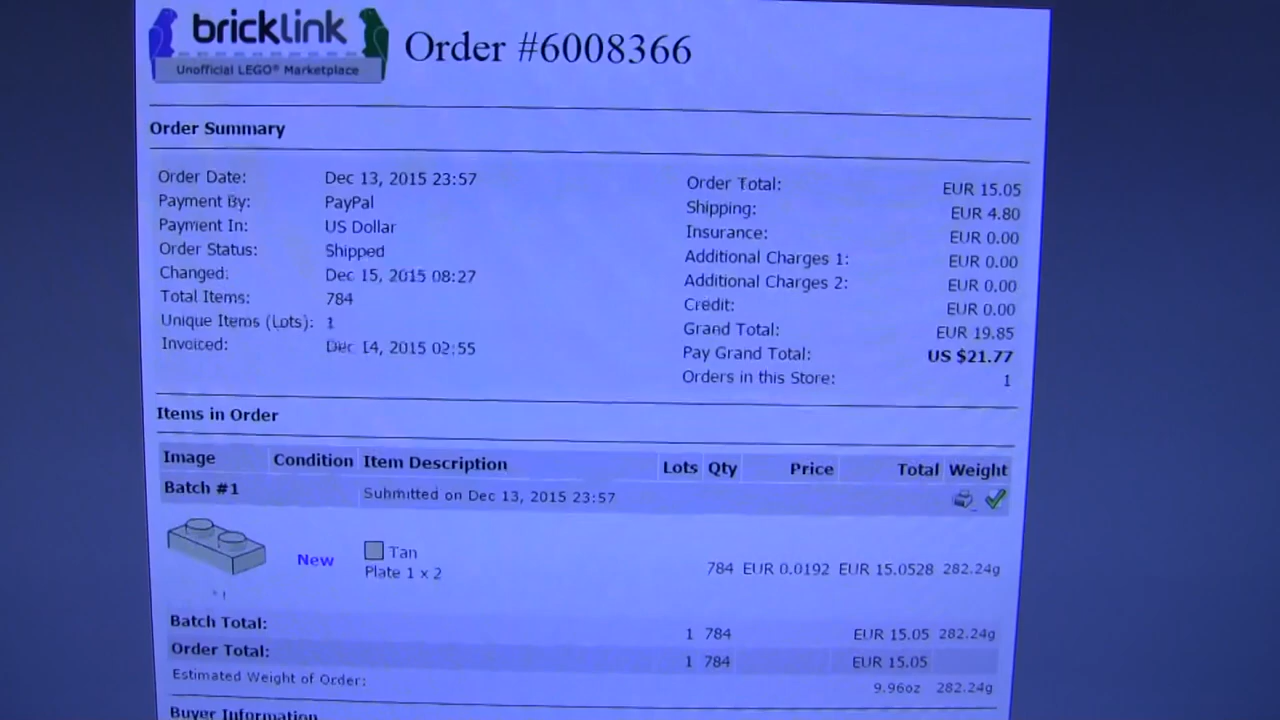 bricklink
Unofficial LEGO® Marketplace
Order #6008366
Order Summary
Order Date: Dec 13, 2015 23:57 Order Total: EUR 15.05
Payment By: PayPal Shipping: EUR 4.80
Payment In: US Dollar Insurance: EUR 0.00
Order Status: Shipped Additional Charges 1: EUR 0.00
Changed: Dec 15, 2015 08:27 Additional Charges 2: EUR 0.00
Total Items: 784 Credit: EUR 0.00
Unique Items (Lots): 1 Grand Total: EUR 19.85
Invoiced: Dec 14, 2015 02:55 Pay Grand Total: US $21.77
Orders in this Store: 1
Items in Order
Image Condition Item Description Lots Qty Price Total Weight
Batch #1 Submitted on Dec 13, 2015 23:57
New Tan
Plate 1 x 2 784 EUR 0.0192 EUR 15.0528 282.24g
Batch Total: 1 784 EUR 15.05 282.24g
Order Total: 1 784 EUR 15.05
Estimated Weight of Order: 9.96oz 282.24g
Buyer Information